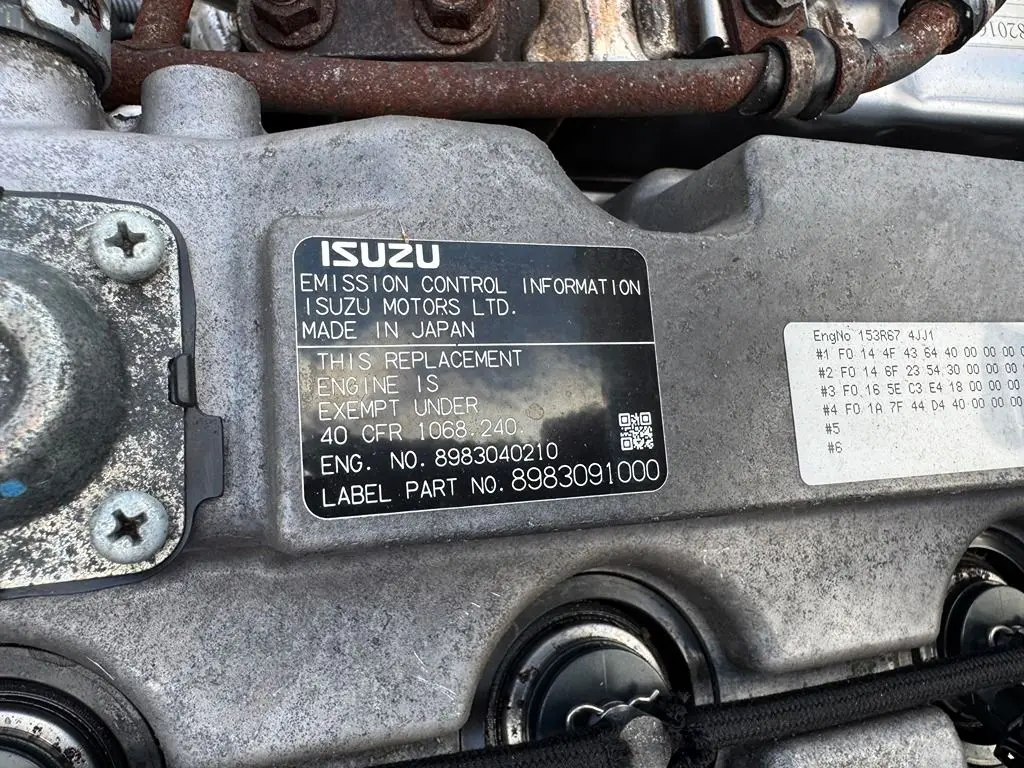 ISUZU
EMISSION CONTROL INFORMATION
ISUZU MOTORS LTD.
MADE IN JAPAN
THIS REPLACEMENT
ENGINE IS
EXEMPT UNDER
40 CFR 1068.240.
ENG. NO. 8983040210
LABEL PART NO. 8983091000
EngNo 153R67 4JJ1
#1 F0 14 4F 43 64 40 00 00 00
#2 F0 14 6F 23 54 30 00 00 00
#3 F0 16 5E C3 E4 18 00 00 00
#4 F0 1A 7F 44 D4 40 00 00 00
#5
#6